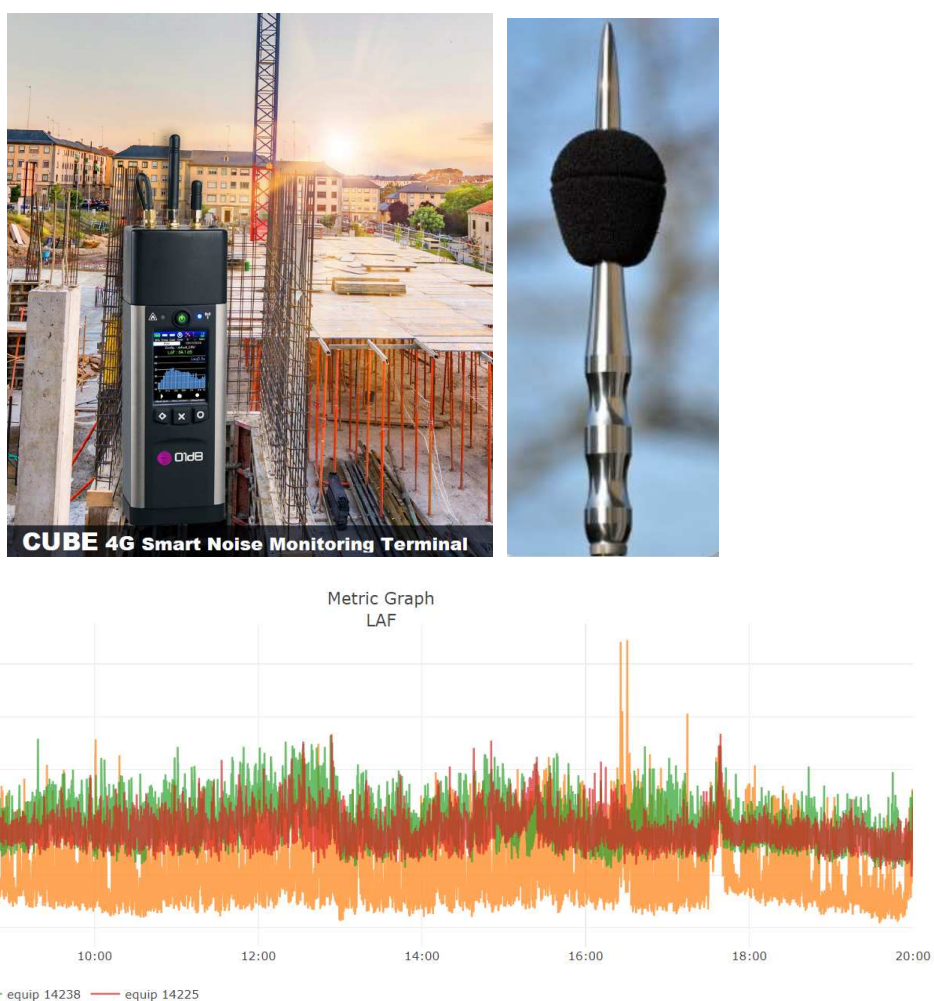 01dB
CUBE 4G Smart Noise Monitoring Terminal
Metric Graph
LAF
10:00 12:00 14:00 16:00 18:00 20:00
equip 14238 equip 14225